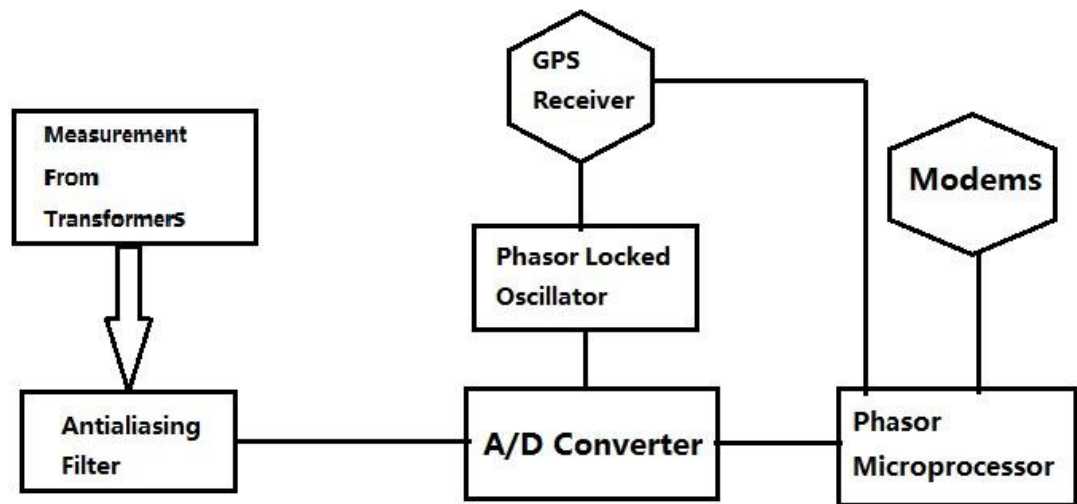 GPS
Receiver
Measurement
From
Transformers
Modems
Phasor Locked
Oscillator
Antialiasing
Filter
A/D Converter
Phasor
Microprocessor